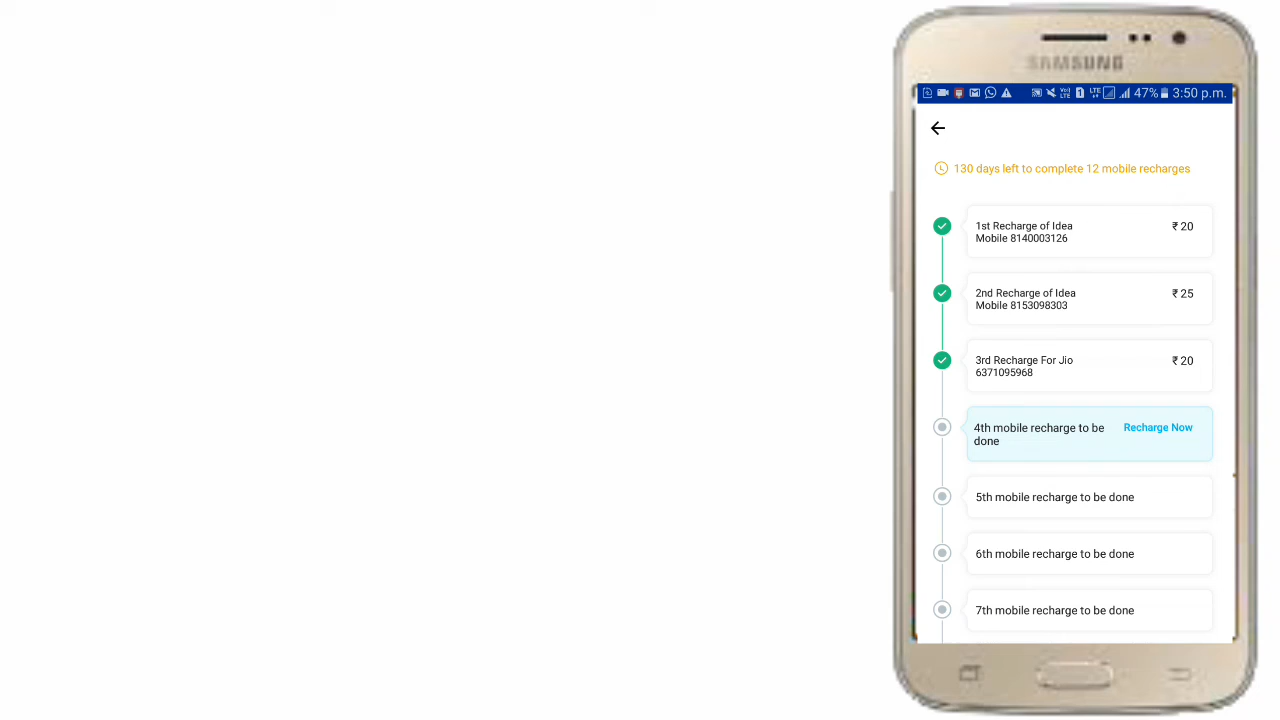 SAMSUNG
47% 3:50 p.m.
130 days left to complete 12 mobile recharges
1st Recharge of Idea ₹ 20
Mobile 8140003126
2nd Recharge of Idea ₹ 25
Mobile 8153098303
3rd Recharge For Jio ₹ 20
6371095968
4th mobile recharge to be Recharge Now
done
5th mobile recharge to be done
6th mobile recharge to be done
7th mobile recharge to be done